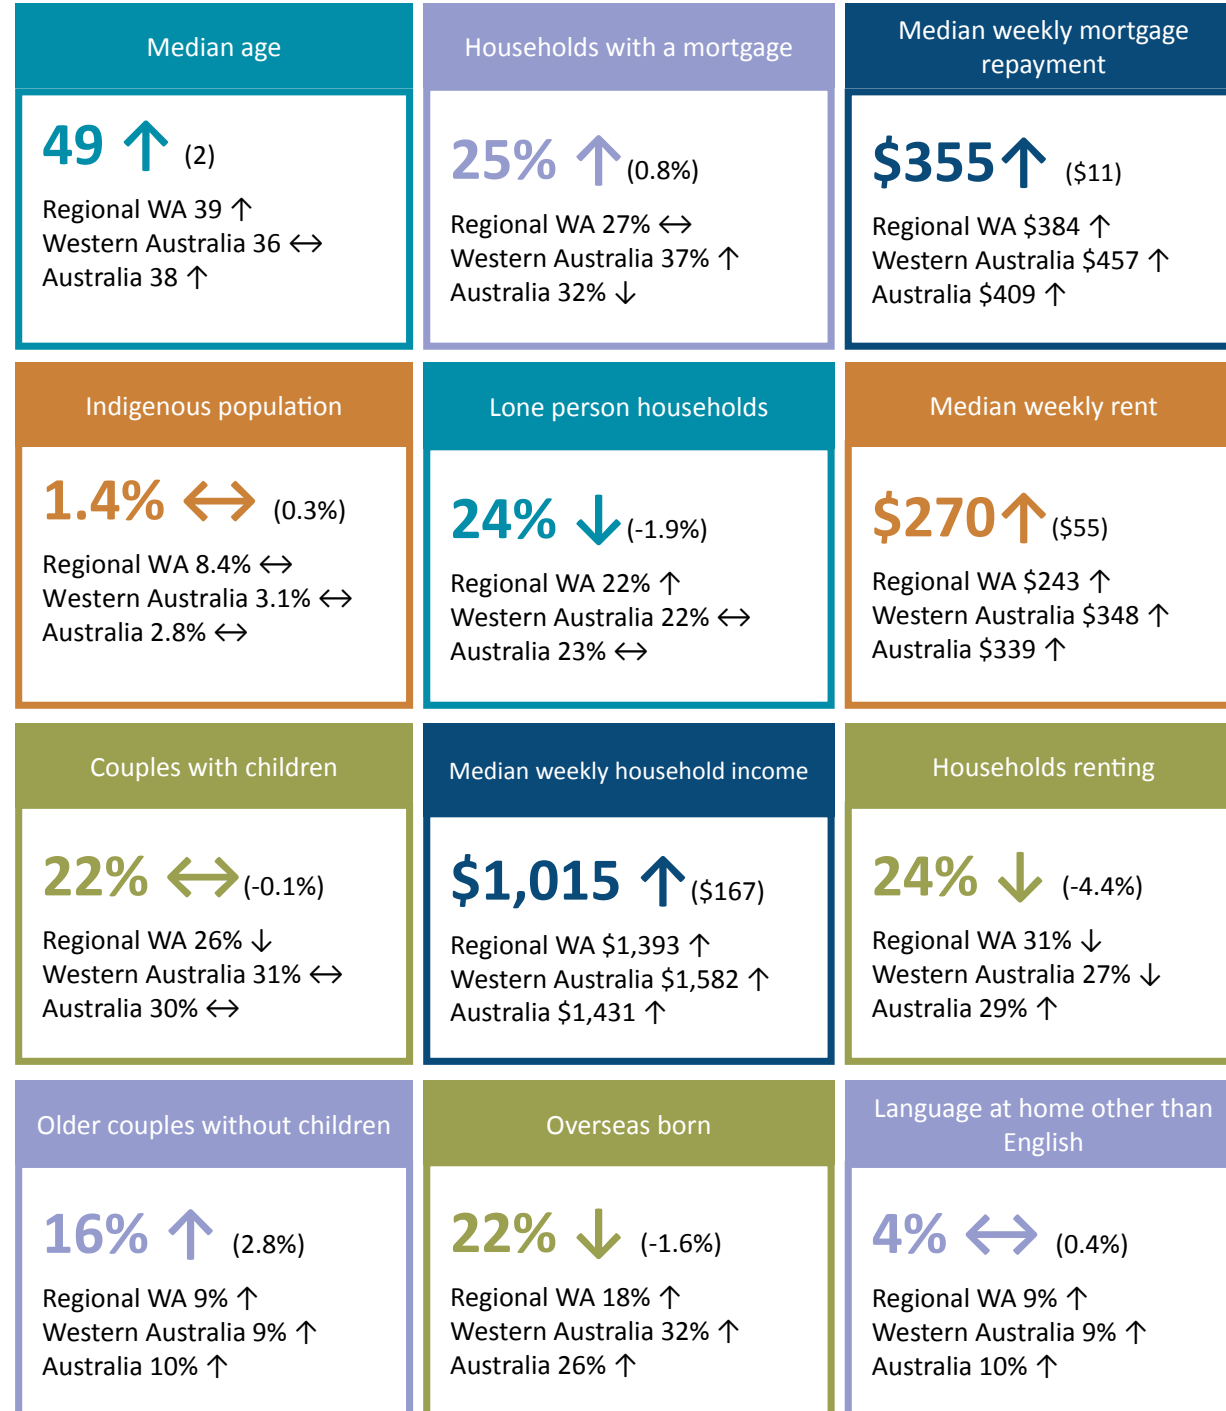 Median age
49 ↑ (2)
Regional WA 39 ↑
Western Australia 36 ↔
Australia 38 ↑
Households with a mortgage
25% ↑ (0.8%)
Regional WA 27% ↔
Western Australia 37% ↑
Australia 32% ↓
Median weekly mortgage
repayment
$355 ↑ ($11)
Regional WA $384 ↑
Western Australia $457 ↑
Australia $409 ↑
Indigenous population
1.4% ↔ (0.3%)
Regional WA 8.4% ↔
Western Australia 3.1% ↔
Australia 2.8% ↔
Lone person households
24% ↓ (-1.9%)
Regional WA 22% ↑
Western Australia 22% ↔
Australia 23% ↔
Median weekly rent
$270 ↑ ($55)
Regional WA $243 ↑
Western Australia $348 ↑
Australia $339 ↑
Couples with children
22% ↔ (-0.1%)
Regional WA 26% ↓
Western Australia 31% ↔
Australia 30% ↔
Median weekly household income
$1,015 ↑ ($167)
Regional WA $1,393 ↑
Western Australia $1,582 ↑
Australia $1,431 ↑
Households renting
24% ↓ (-4.4%)
Regional WA 31% ↓
Western Australia 27% ↓
Australia 29% ↑
Older couples without children
16% ↑ (2.8%)
Regional WA 9% ↑
Western Australia 9% ↑
Australia 10% ↑
Overseas born
22% ↓ (-1.6%)
Regional WA 18% ↑
Western Australia 32% ↑
Australia 26% ↑
Language at home other than
English
4% ↔ (0.4%)
Regional WA 9% ↑
Western Australia 9% ↑
Australia 10% ↑